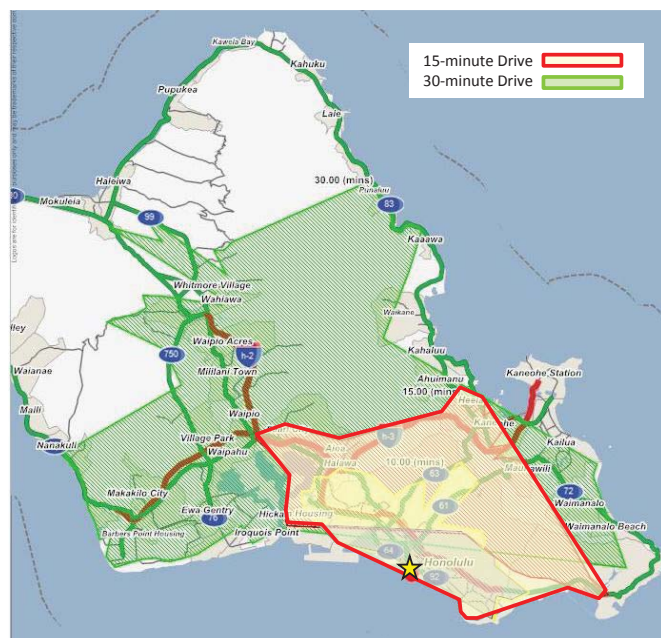 15-minute Drive
30-minute Drive
Kawela Bay
Kahuku
Pupukea
Laie
Haleiwa
30.00 (mins)
Punaluu
Mokuleia
99
83
Kaaawa
Whitmore Village
Wahiawa
Waikane
Waipio Acres
h-2
750
Kahaluu
Waianae
Mililani Town
Ahuimanu
Kaneohe Station
15.00 (mins)
Maili
Waipio
Heeia
Kaneohe
Nanakuli
Village Park
h-3
Kailua
Waipahu
Area
Halawa
10.00 (mins)
Maunawili
Makakilo City
63
72
Waimanalo
Ewa Gentry
76
Hickam Housing
61
Waimanalo Beach
Barbers Point Housing
Iroquois Point
64
Honolulu
92